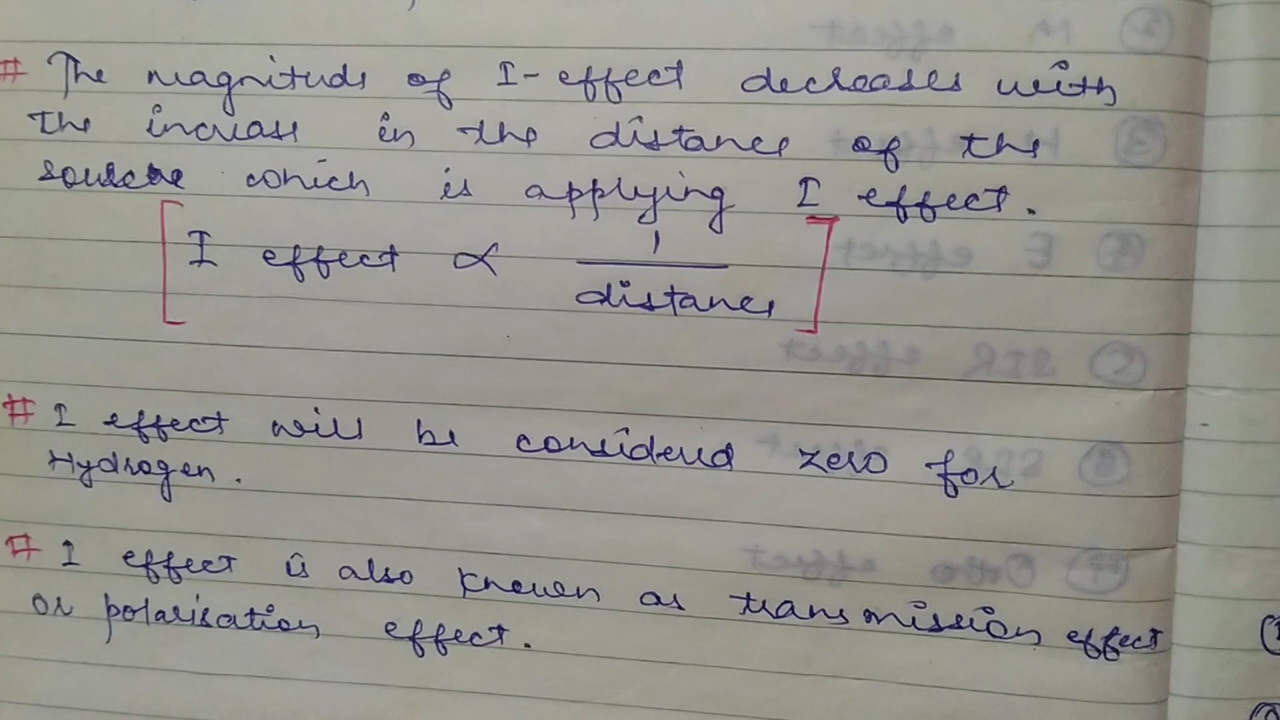 # The magnitude of I-effect decreases with
the increase in the distance of the
source which is applying I effect.
[I effect ∝ 1/distance]
# I effect will be considered zero for
Hydrogen.
# I effect is also known as transmission effect
or polarisation effect.